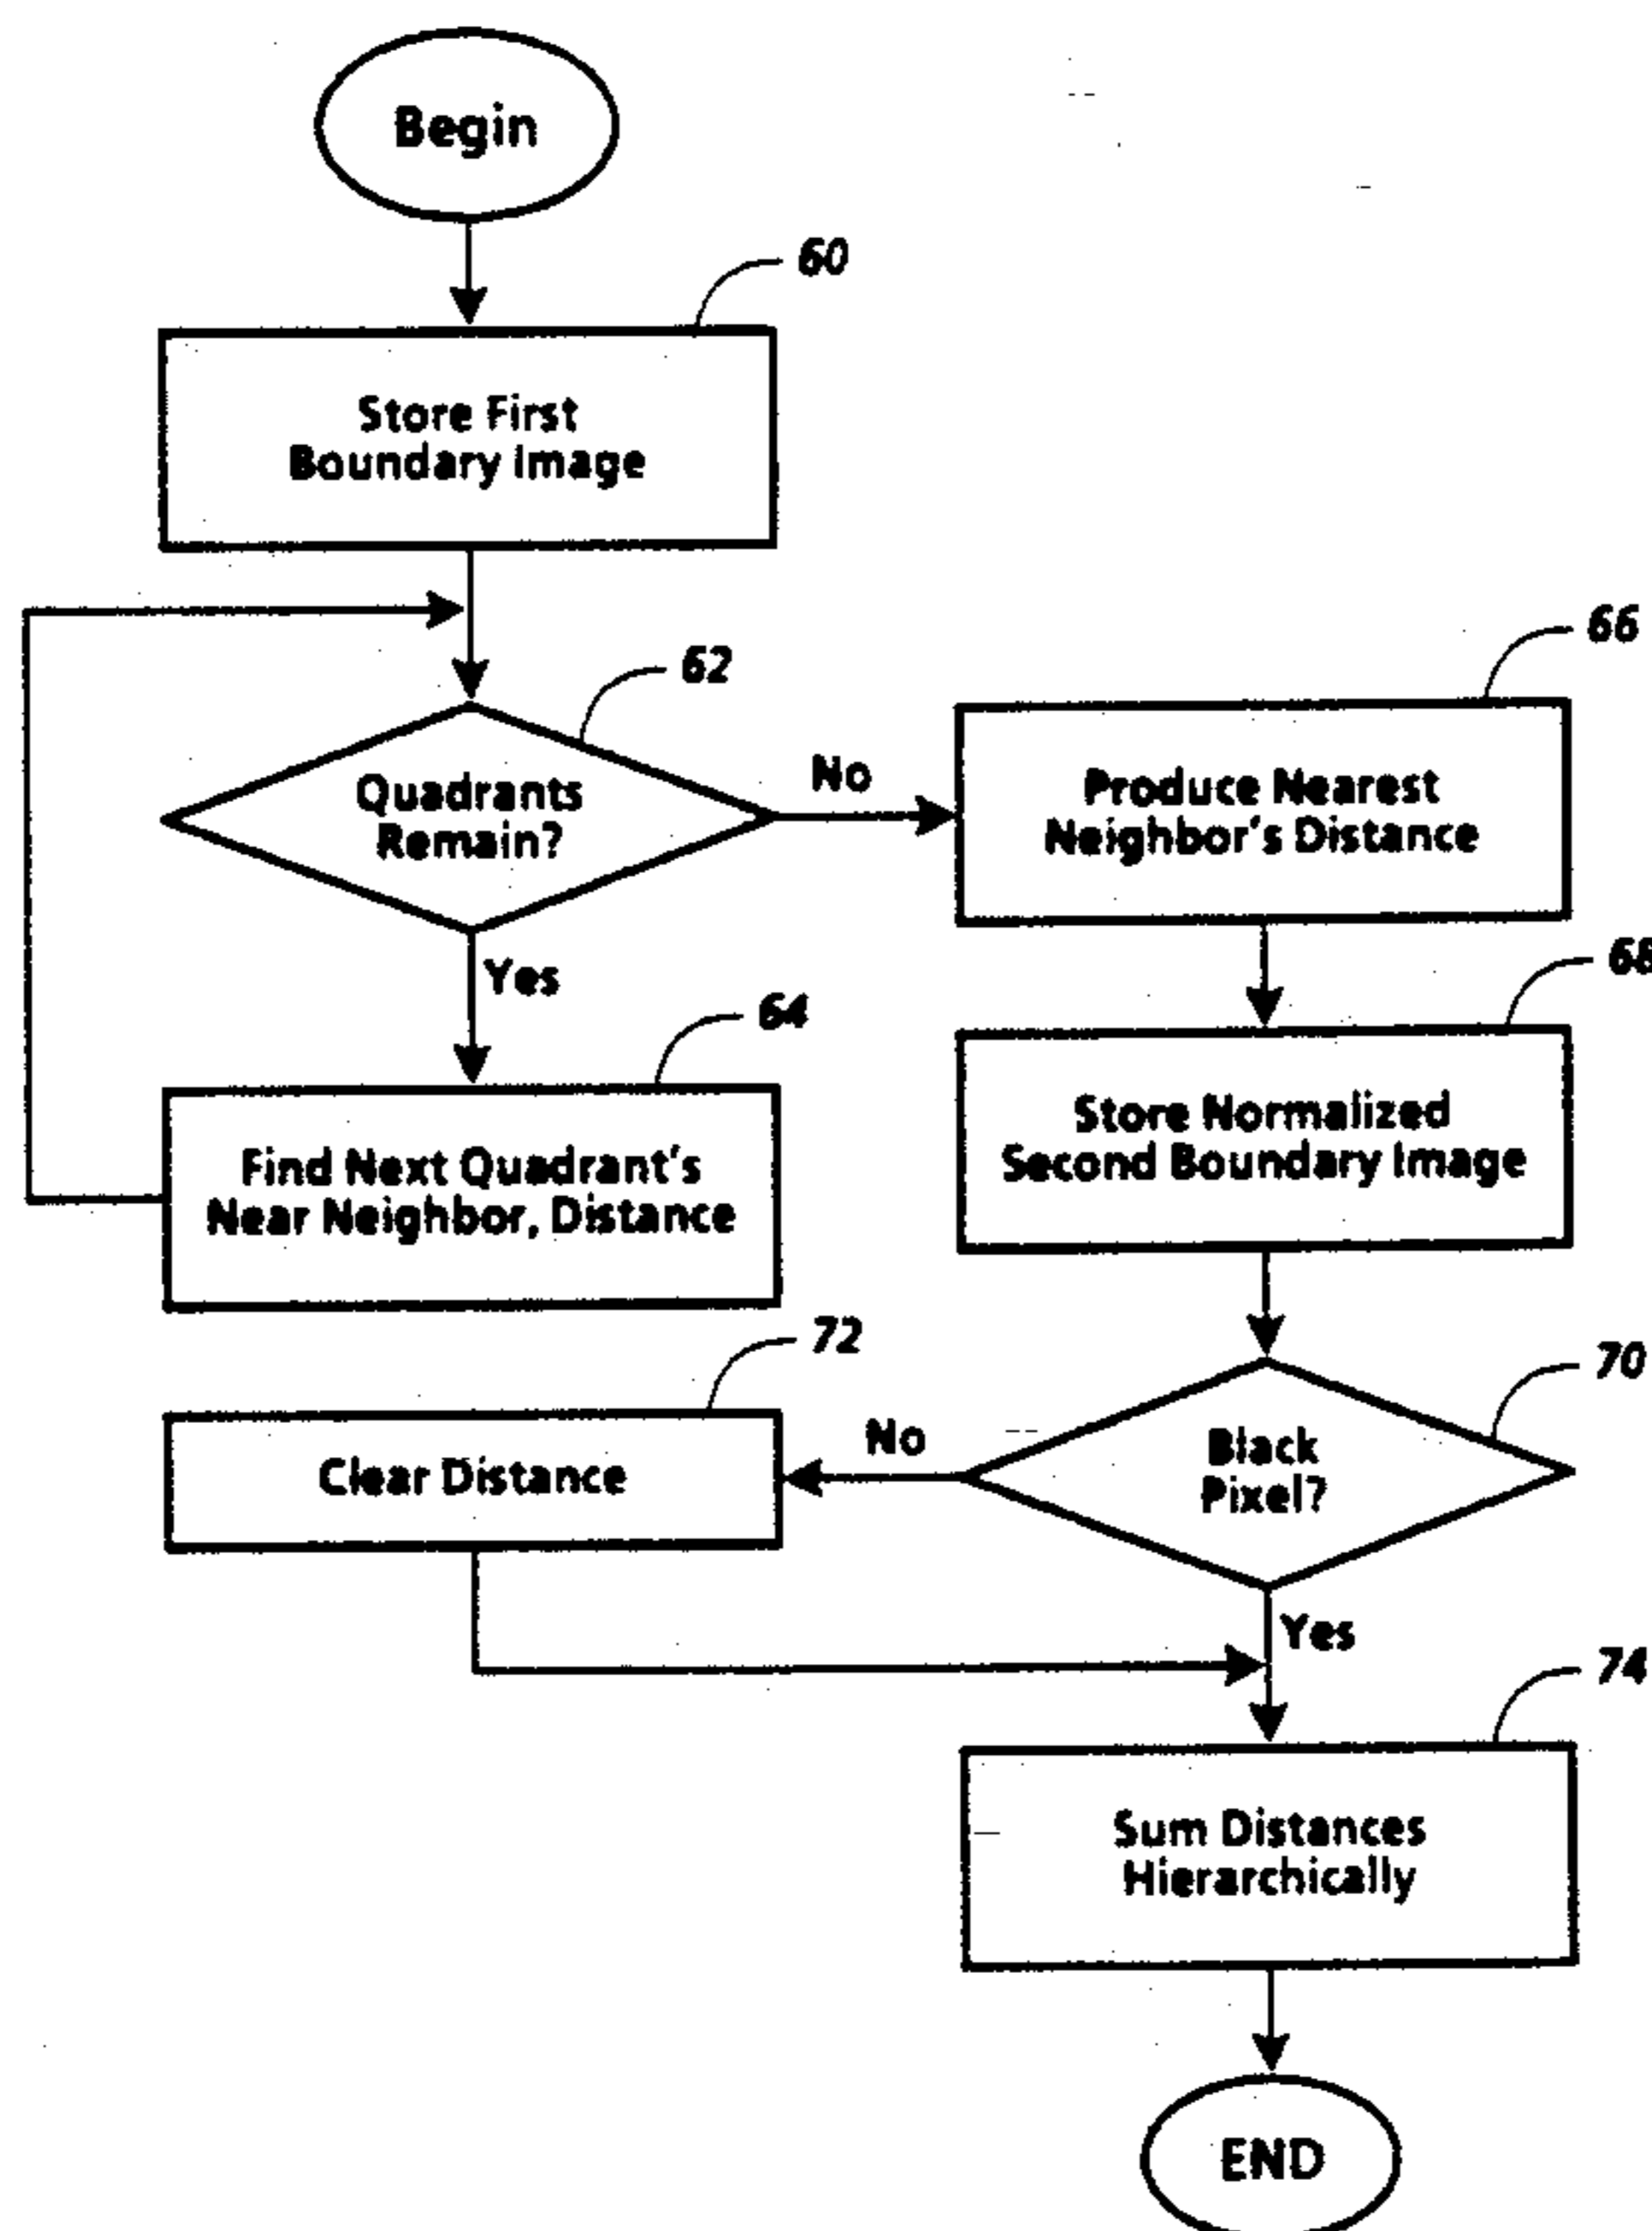 Begin
60
Store First
Boundary Image
62
Quadrants
Remain?
No
Yes
64
Find Next Quadrant's
Near Neighbor, Distance
66
Produce Nearest
Neighbor's Distance
68
Store Normalized
Second Boundary Image
70
Black
Pixel?
No
72
Clear Distance
Yes
74
Sum Distances
Hierarchically
END